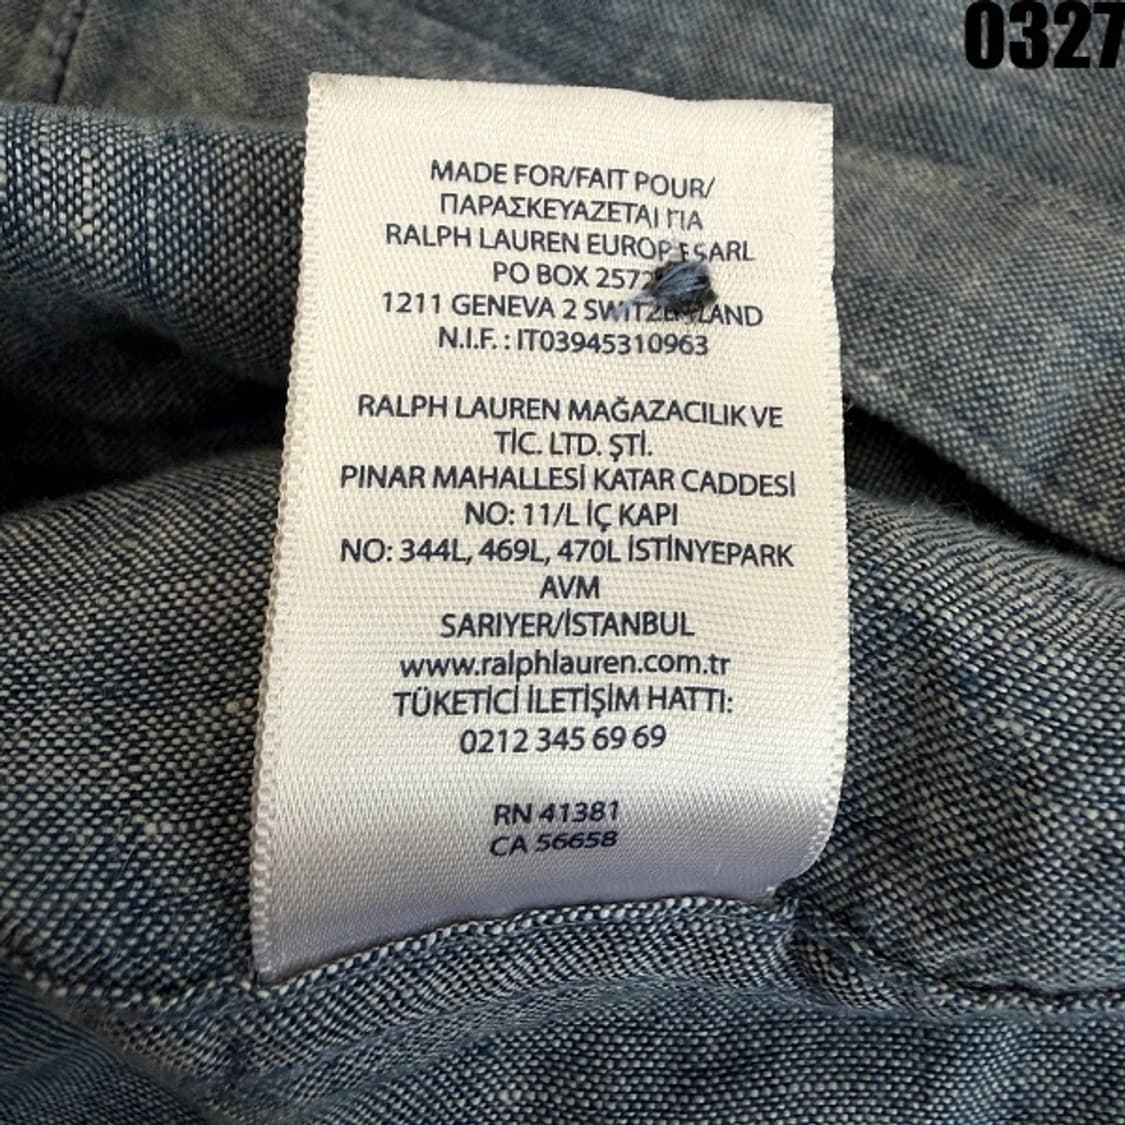 0327
MADE FOR/FAIT POUR/
ΠΑΡΑΣΚΕΥΑΖΕΤΑΙ ΓΙΑ
RALPH LAUREN EUROPE SARL
PO BOX
1211 GENEVA 2 SWITZERLAND
N.I.F. : IT03945310963
RALPH LAUREN MAĞAZACILIK VE
TİC. LTD. ŞTİ.
PINAR MAHALLESİ KATAR CADDESİ
NO: 11/L İÇ KAPI
NO: 344L, 469L, 470L İSTİNYEPARK
AVM
SARIYER/İSTANBUL
www.ralphlauren.com.tr
TÜKETİCİ İLETİŞİM HATTI:
0212 345 69 69
RN 41381
CA 56658